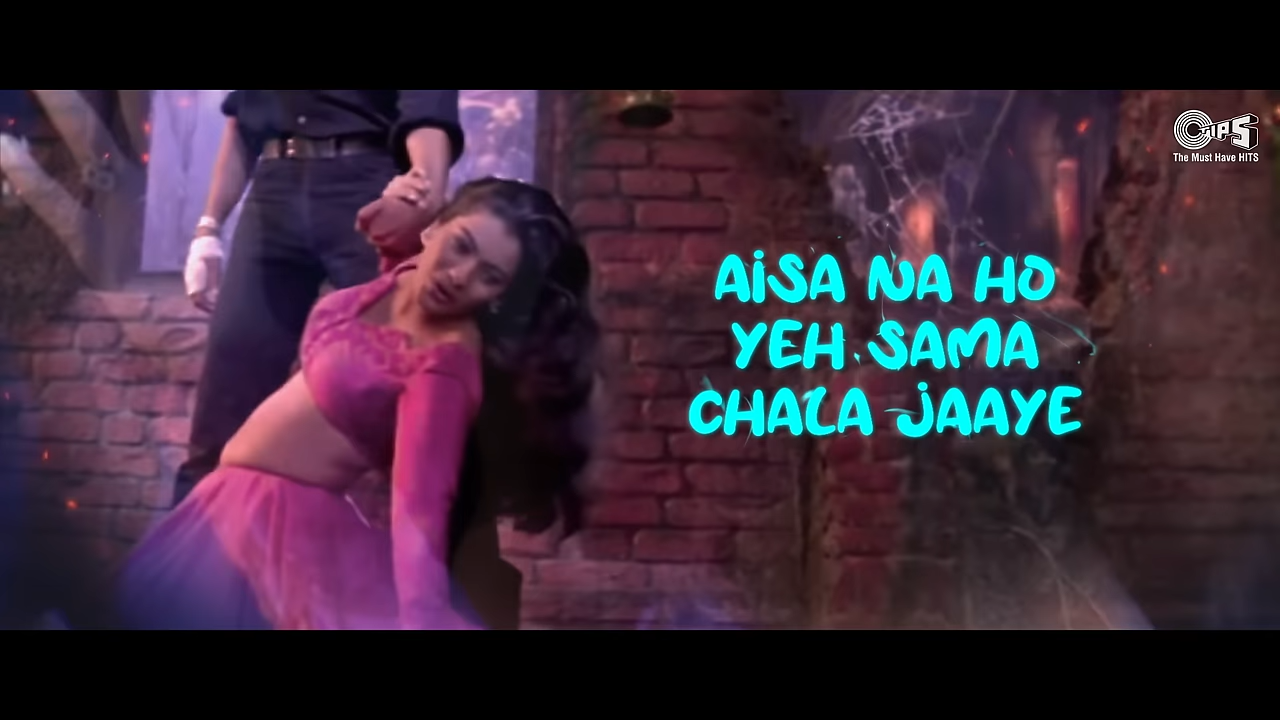 TIPS
The Must Have HITS
AISA NA HO
YEH SAMA
CHALA JAAYE